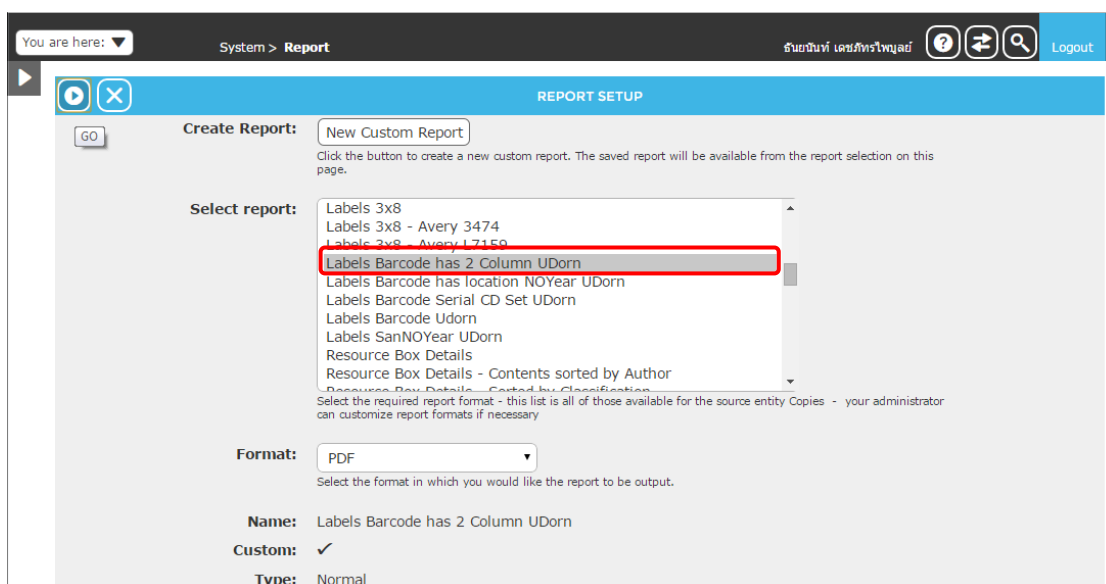 You are here:
System > Report
ธันยนันท์ เดชภัทรไพบูลย์
Logout
REPORT SETUP
GO
Create Report:
New Custom Report
Click the button to create a new custom report. The saved report will be available from the report selection on this
page.
Select report:
Labels 3x8
Labels 3x8 - Avery 3474
Labels 3x8 - Avery L7159
Labels Barcode has 2 Column UDorn
Labels Barcode has location NOYear UDorn
Labels Barcode Serial CD Set UDorn
Labels Barcode Udorn
Labels SanNOYear UDorn
Resource Box Details
Resource Box Details - Contents sorted by Author
Resource Box Details - Sorted by Classification
Select the required report format - this list is all of those available for the source entity Copies - your administrator
can customize report formats if necessary
Format:
PDF
Select the format in which you would like the report to be output.
Name: Labels Barcode has 2 Column UDorn
Custom: ✓
Type: Normal